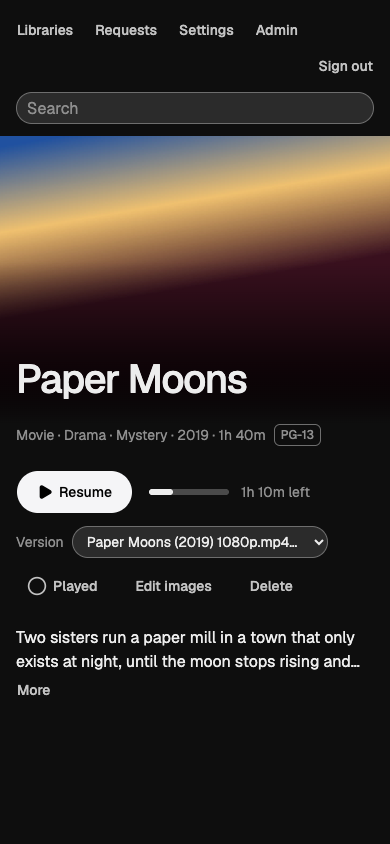 Libraries Requests Settings Admin
Sign out
Search
Paper Moons
Movie · Drama · Mystery · 2019 · 1h 40m PG-13
Resume 1h 10m left
Version Paper Moons (2019) 1080p.mp4...
Played Edit images Delete
Two sisters run a paper mill in a town that only
exists at night, until the moon stops rising and...
More